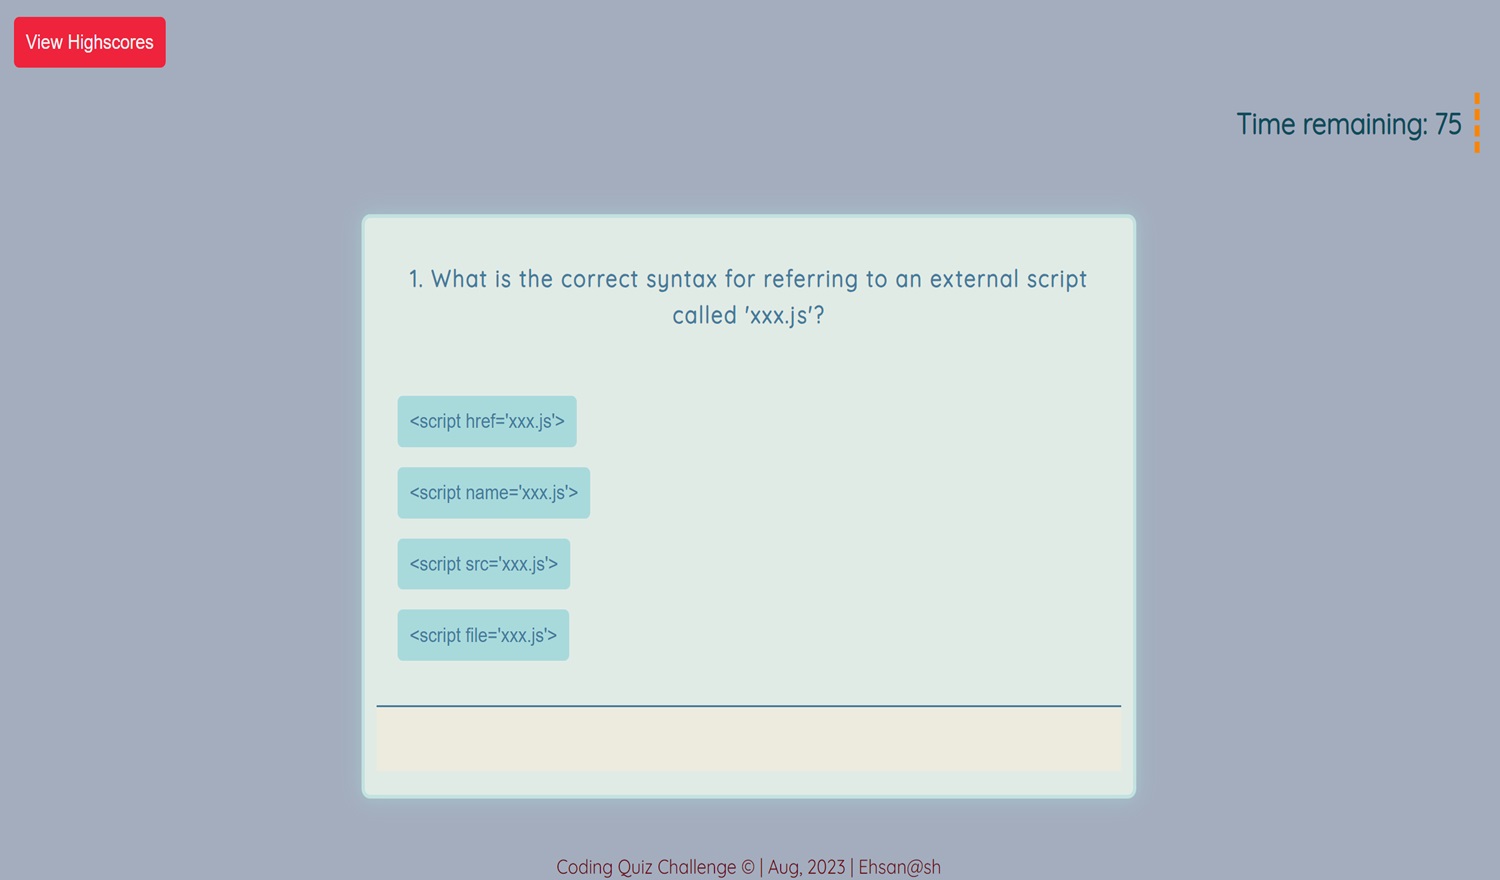 View Highscores
Time remaining: 75
1. What is the correct syntax for referring to an external script
called 'xxx.js'?
<script href='xxx.js'>
<script name='xxx.js'>
<script src='xxx.js'>
<script file='xxx.js'>
Coding Quiz Challenge © | Aug, 2023 | Ehsan@sh